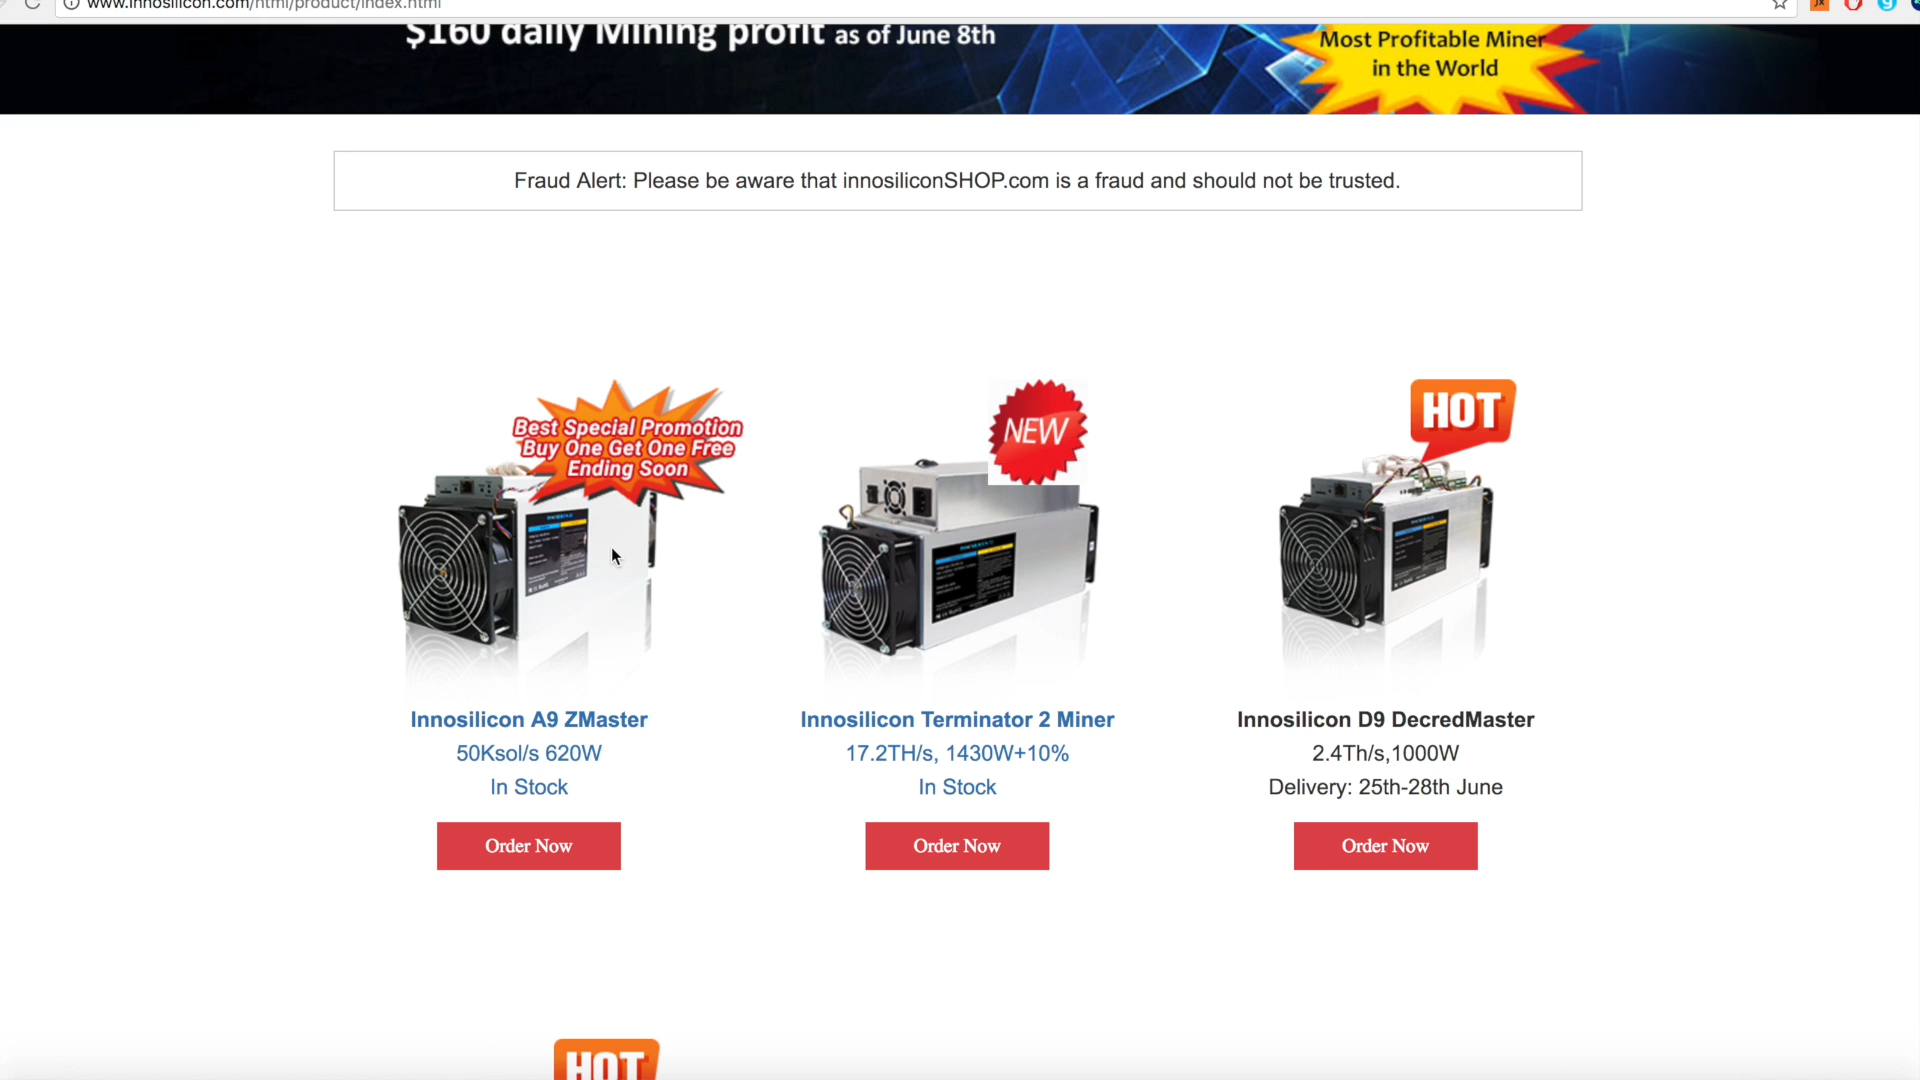 www.innosilicon.com/html/product/index.html
$160 daily Mining profit as of June 8th
Most Profitable Miner
in the World
Fraud Alert: Please be aware that innosiliconSHOP.com is a fraud and should not be trusted.
Best Special Promotion
Buy One Get One Free
Ending Soon
NEW
HOT
Innosilicon A9 ZMaster
50Ksol/s 620W
In Stock
Order Now
Innosilicon Terminator 2 Miner
17.2TH/s, 1430W+10%
In Stock
Order Now
Innosilicon D9 DecredMaster
2.4Th/s,1000W
Delivery: 25th-28th June
Order Now
HOT